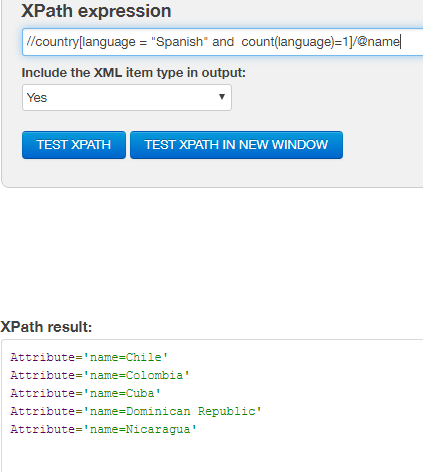 XPath expression
//country[language = "Spanish" and  count(language)=1]/@name
Include the XML item type in output:
Yes
TEST XPATH TEST XPATH IN NEW WINDOW
XPath result:
Attribute='name=Chile'
Attribute='name=Colombia'
Attribute='name=Cuba'
Attribute='name=Dominican Republic'
Attribute='name=Nicaragua'